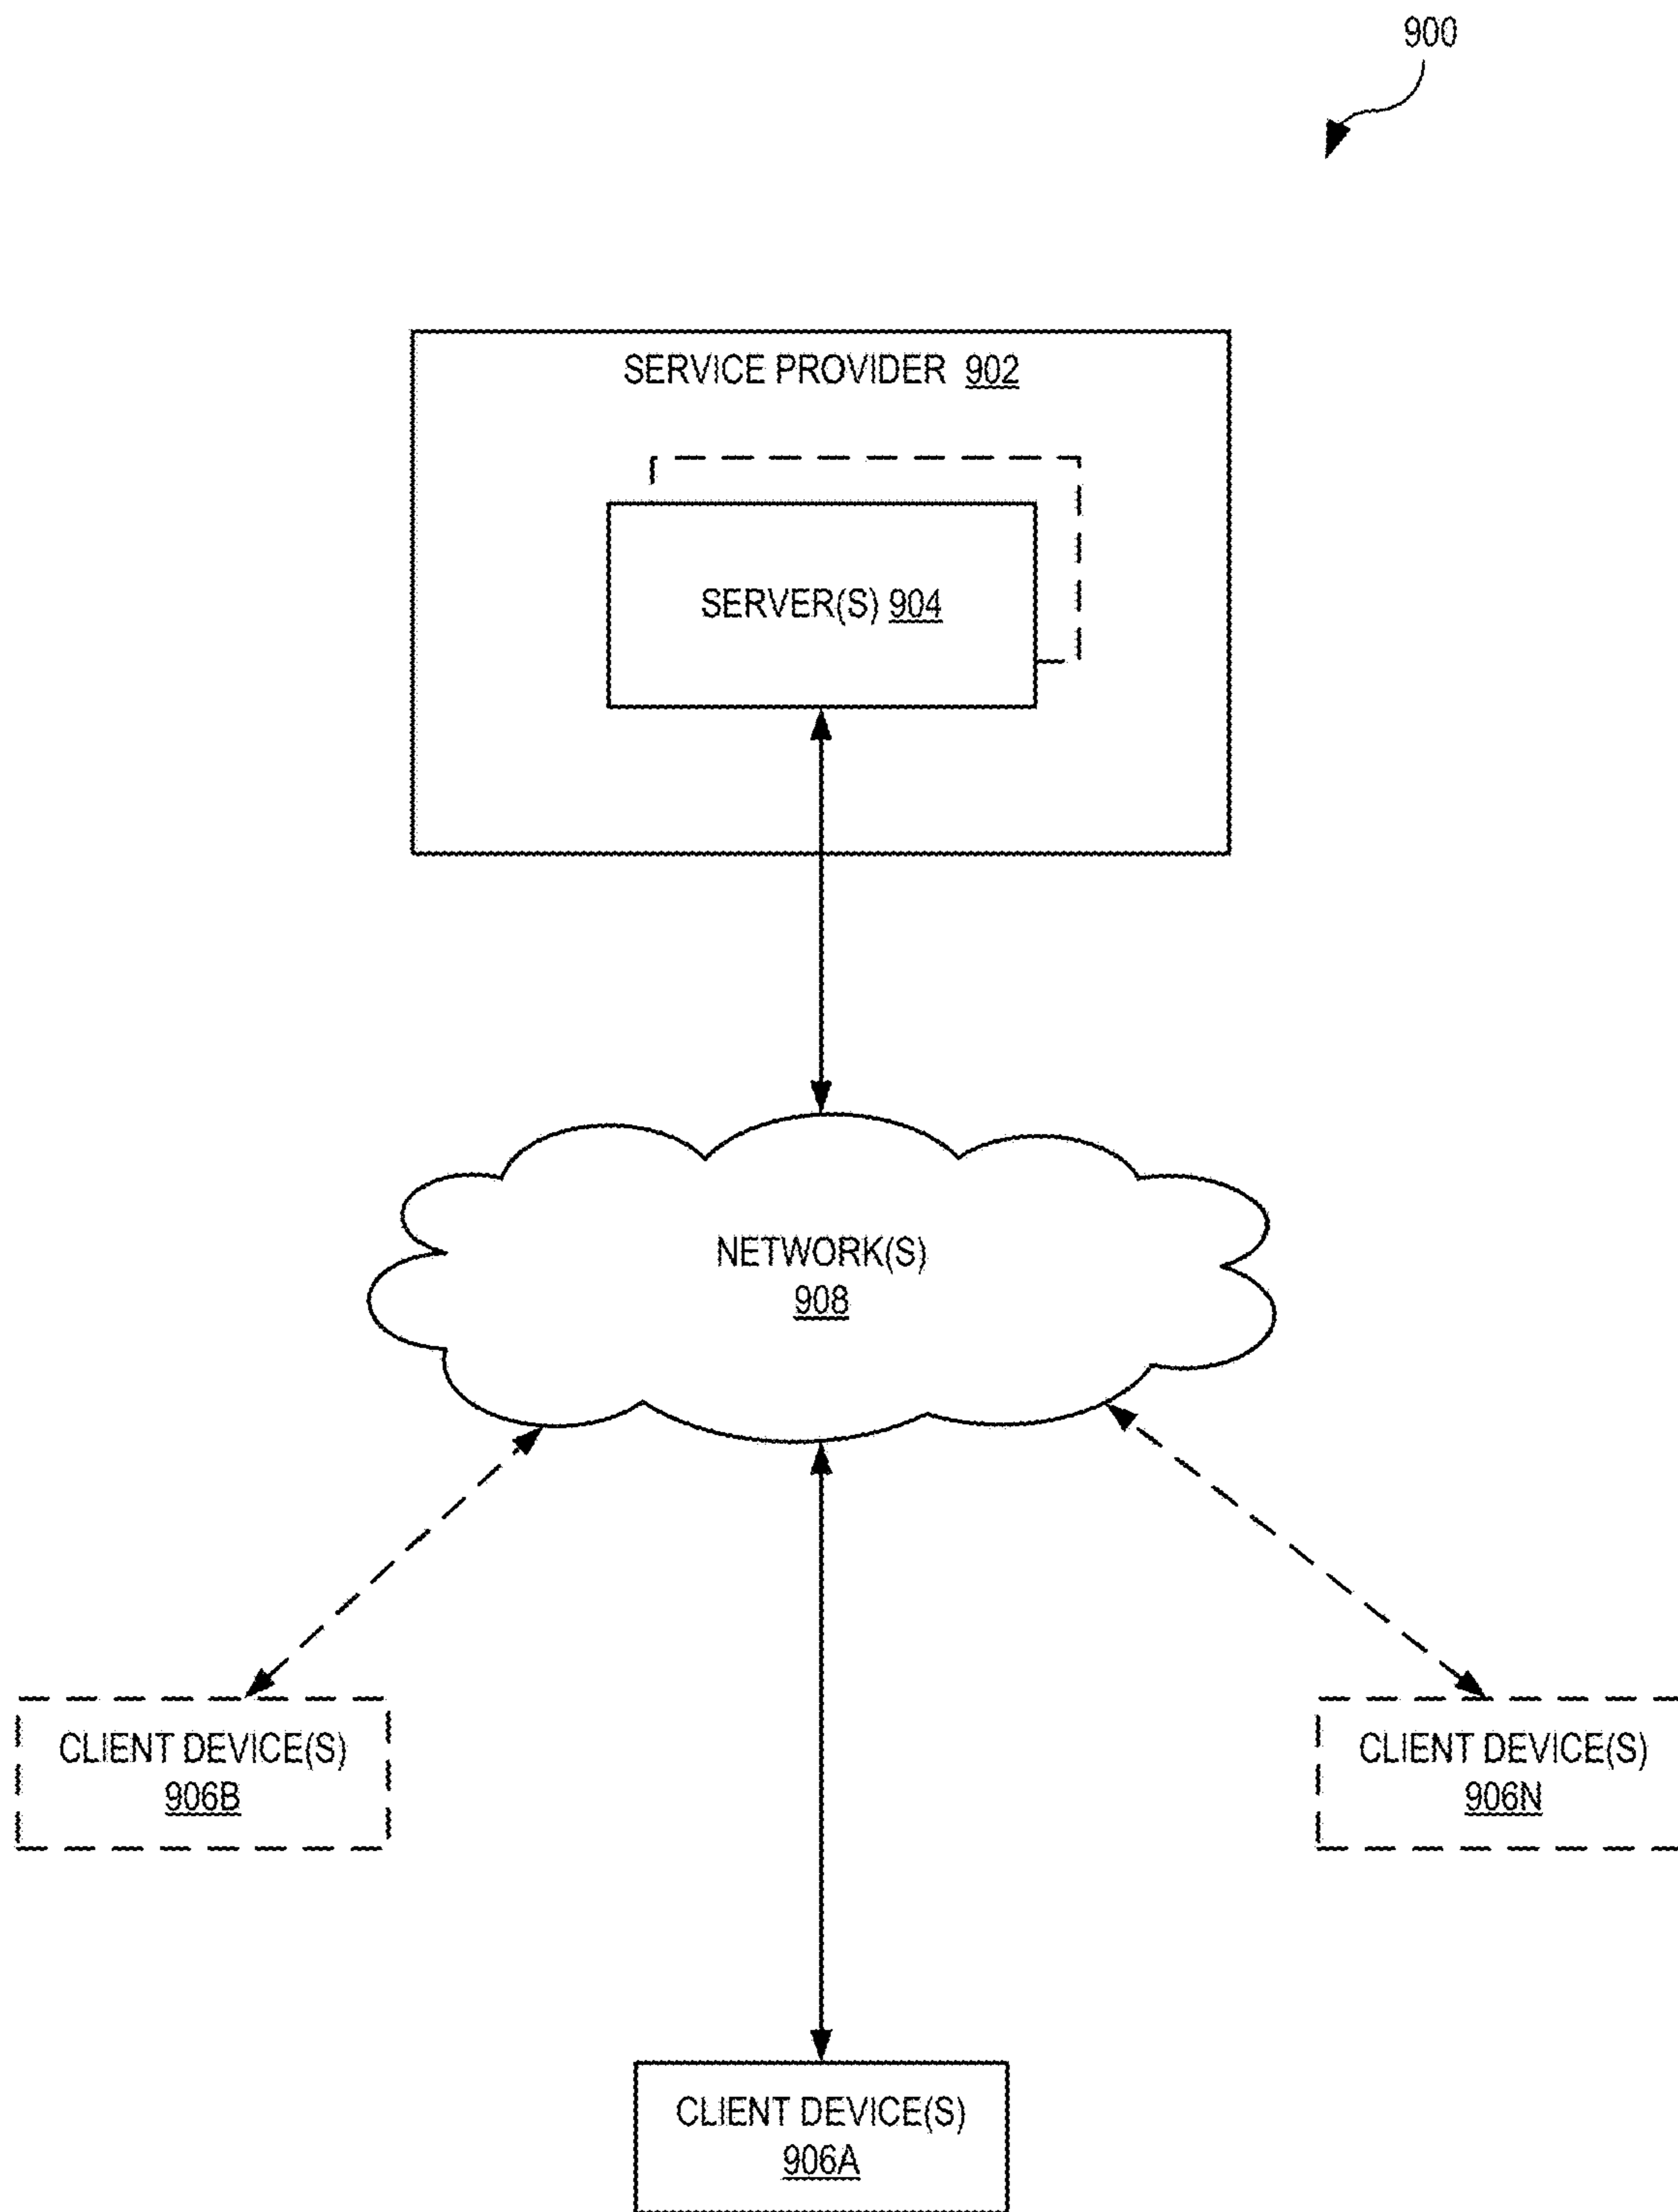 900
SERVICE PROVIDER 902
SERVER(S) 904
NETWORK(S)
908
CLIENT DEVICE(S)
906B
CLIENT DEVICE(S)
906N
CLIENT DEVICE(S)
906A